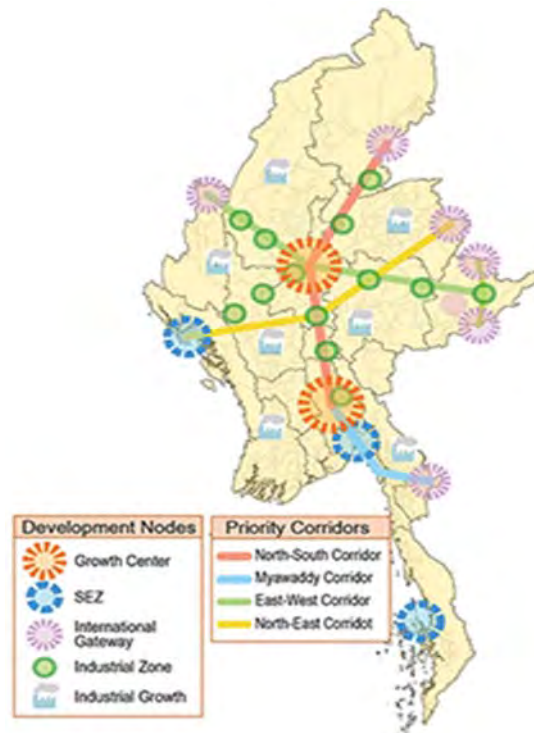 Development Nodes
Growth Center
SEZ
International
Gateway
Industrial Zone
Industrial Growth
Priority Corridors
North-South Corridor
Myawaddy Corridor
East-West Corridor
North-East Corridot